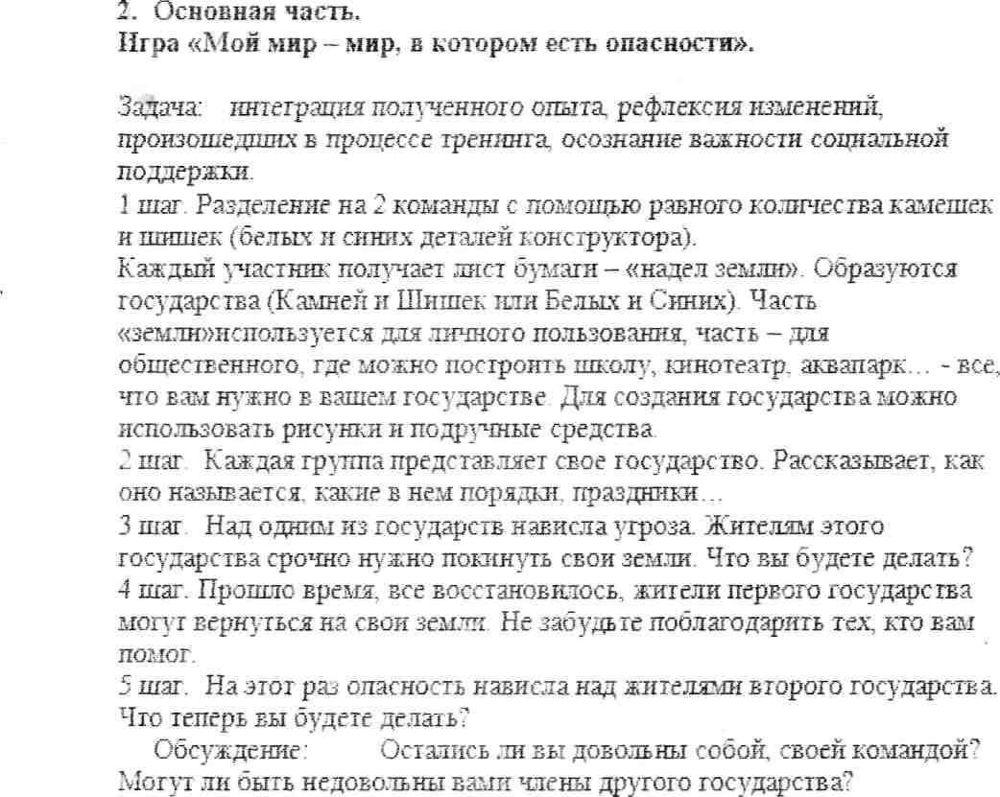 2. Основная часть.
Игра «Мой мир – мир, в котором есть опасности».
Задача: интеграция полученного опыта, рефлексия изменений,
произошедших в процессе тренинга, осознание важности социальной
поддержки.
1 шаг. Разделение на 2 команды с помощью равного количества камешек
и шишек (белых и синих деталей конструктора).
Каждый участник получает лист бумаги – «надел земли». Образуются
государства (Камней и Шишек или Белых и Синих). Часть
«земли»используется для личного пользования, часть – для
общественного, где можно построить школу, кинотеатр, аквапарк… - все,
что вам нужно в вашем государстве. Для создания государства можно
использовать рисунки и подручные средства.
2 шаг. Каждая группа представляет свое государство. Рассказывает, как
оно называется, какие в нем порядки, праздники…
3 шаг. Над одним из государств нависла угроза. Жителям этого
государства срочно нужно покинуть свои земли. Что вы будете делать?
4 шаг. Прошло время, все восстановилось, жители первого государства
могут вернуться на свои земли. Не забудьте поблагодарить тех, кто вам
помог.
5 шаг. На этот раз опасность нависла над жителями второго государства.
Что теперь вы будете делать?
Обсуждение: Остались ли вы довольны собой, своей командой?
Могут ли быть недовольны вами члены другого государства?